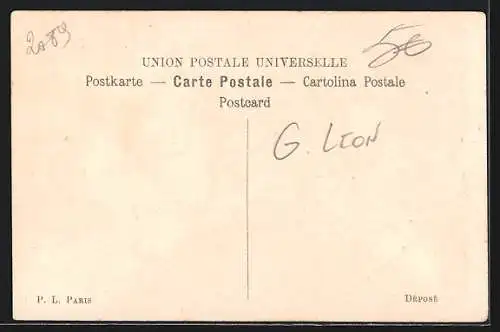 2089
50
UNION POSTALE UNIVERSELLE
Postkarte — Carte Postale — Cartolina Postale
Postcard
G. LEON
P. L. PARIS
DÉPOSÉ